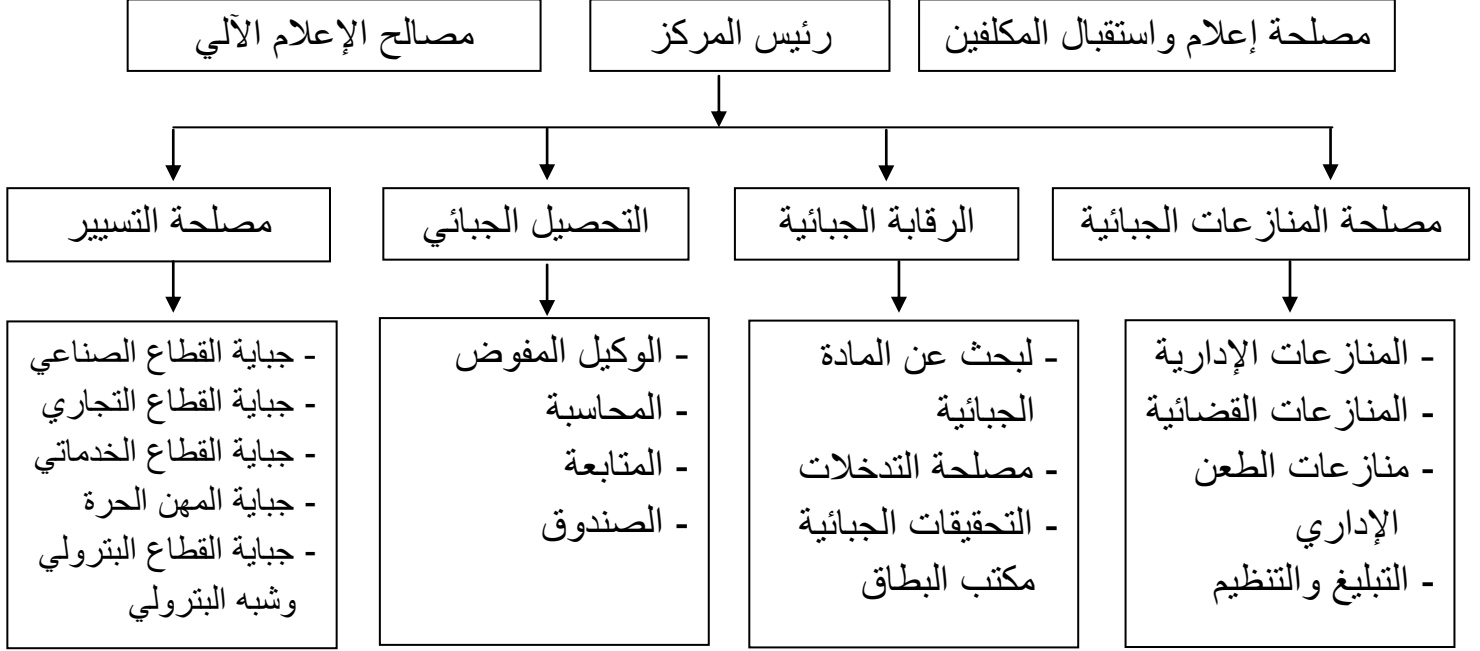 مصلحة إعلام واستقبال المكلفين
رئيس المركز
مصالح الإعلام الآلي
مصلحة المنازعات الجبائية
الرقابة الجبائية
التحصيل الجبائي
مصلحة التسيير
- المنازعات الإدارية
- المنازعات القضائية
- منازعات الطعن
الإداري
- التبليغ والتنظيم
- لبحث عن المادة
الجبائية
- مصلحة التدخلات
- التحقيقات الجبائية
مكتب البطاق
- الوكيل المفوض
- المحاسبة
- المتابعة
- الصندوق
- جباية القطاع الصناعي
- جباية القطاع التجاري
- جباية القطاع الخدماتي
- جباية المهن الحرة
- جباية القطاع البترولي
وشبه البترولي